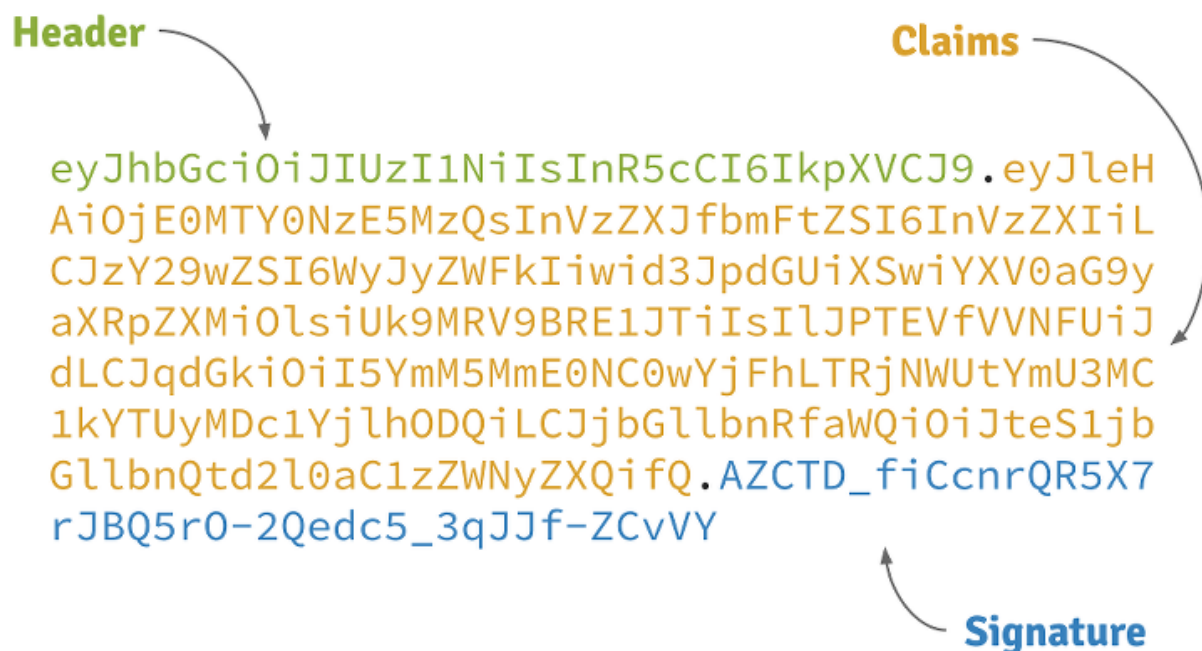 Header
Claims
eyJhbGciOiJIUzI1NiIsInR5cCI6IkpXVCJ9.eyJleH
AiOjE0MTY0NzE5MzQsInVzZXJfbmFtZSI6InVzZXIiL
CJzY29wZSI6WyJyZWFkIiwid3JpdGUiXSwiYXV0aG9y
aXRpZXMiOlsiUk9MRV9BRE1JTiIsIlJPTEVfVVNFUiJ
dLCJqdGkiOiI5YmM5MmE0NC0wYjFhLTRjNWUtYmU3MC
1kYTUyMDc1YjlhODQiLCJjbGllbnRfaWQiOiJteS1jb
GllbnQtd2l0aC1zZWNyZXQifQ.AZCTD_fiCcnrQR5X7
rJBQ5rO-2Qedc5_3qJJf-ZCvVY
Signature